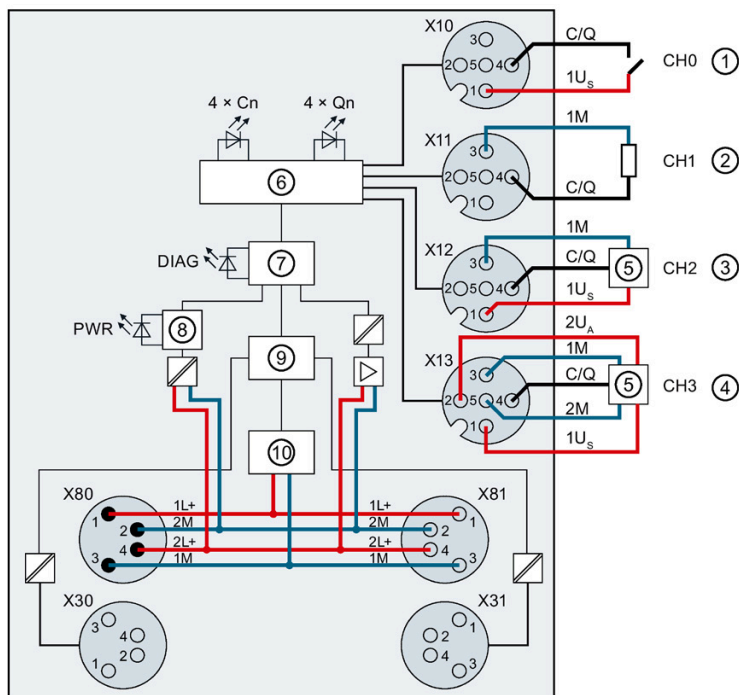 X10
C/Q
3
2
5
4
1
1U_S
CH0
①
4 × Cn
4 × Qn
X11
1M
3
2
5
4
1
C/Q
CH1
②
⑥
X12
1M
3
2
5
4
1
C/Q
1U_S
⑤
CH2
③
DIAG
⑦
PWR
⑧
⑨
X13
2U_A
1M
3
2
5
4
1
C/Q
2M
1U_S
⑤
CH3
④
⑩
X80
1
2
4
3
1L+
2M
2L+
1M
1L+
2M
2L+
1M
X81
1
2
4
3
X30
3
4
2
1
X31
1
2
4
3